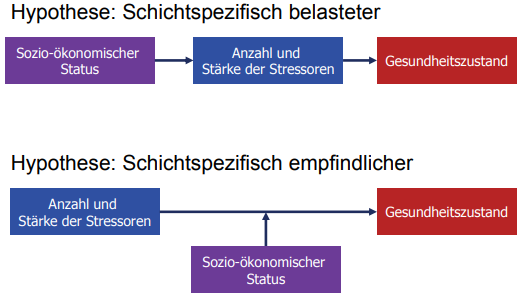 Hypothese: Schichtspezifisch belasteter
Sozio-ökonomischer
Status
Anzahl und
Stärke der Stressoren
Gesundheitszustand
Hypothese: Schichtspezifisch empfindlicher
Anzahl und
Stärke der Stressoren
Gesundheitszustand
Sozio-ökonomischer
Status